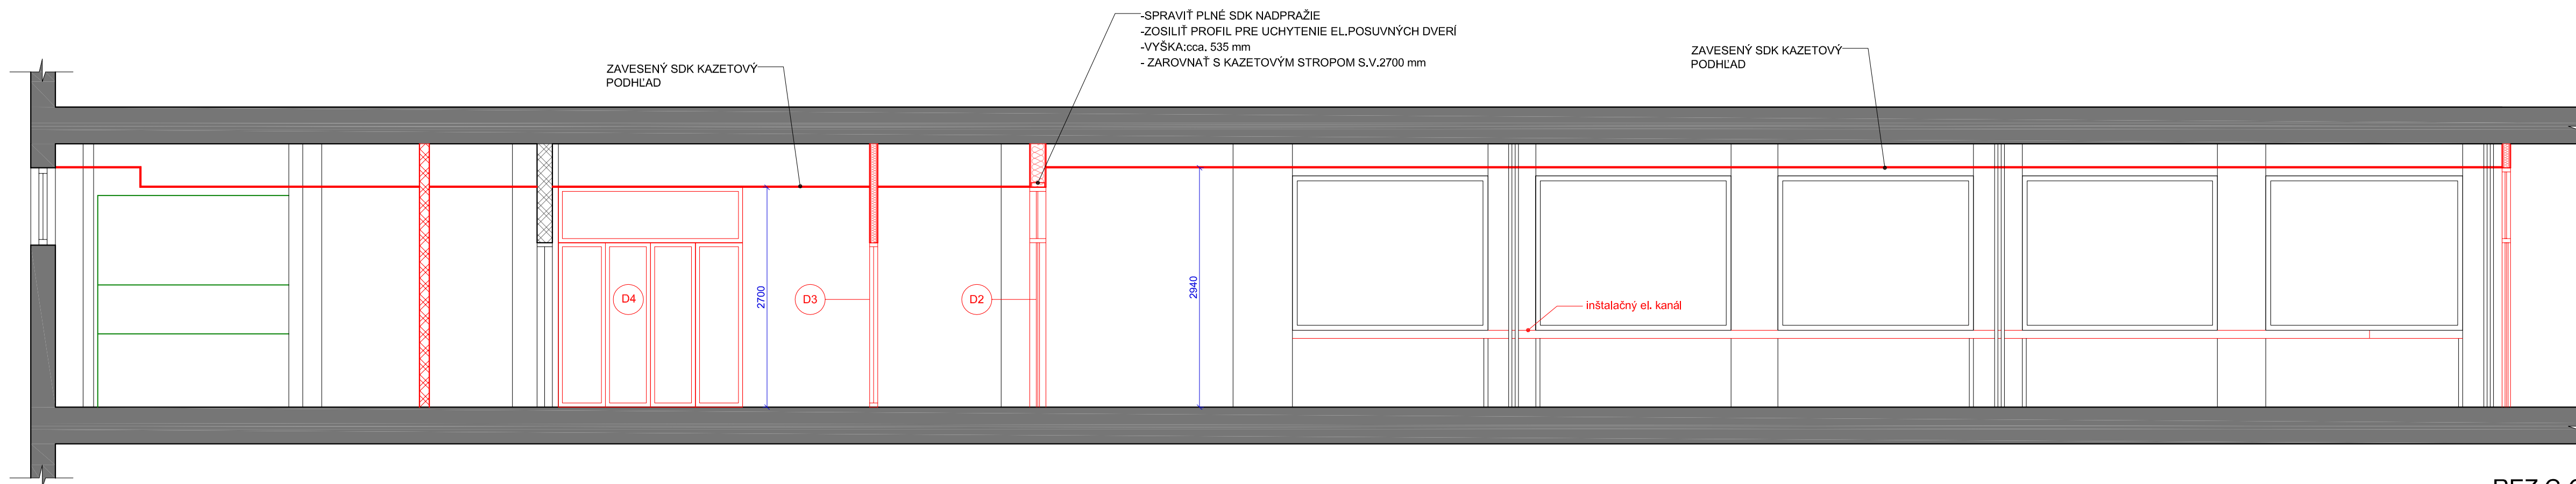 -SPRAVIŤ PLNÉ SDK NADPRAŽIE
-ZOSILIŤ PROFIL PRE UCHYTENIE EL.POSUVNÝCH DVERÍ
-VYŠKA:cca. 535 mm
- ZAROVNAŤ S KAZETOVÝM STROPOM S.V.2700 mm
ZAVESENÝ SDK KAZETOVÝ
PODHĽAD
ZAVESENÝ SDK KAZETOVÝ
PODHĽAD
D4
2700
D3
D2
2940
inštalačný el. kanál